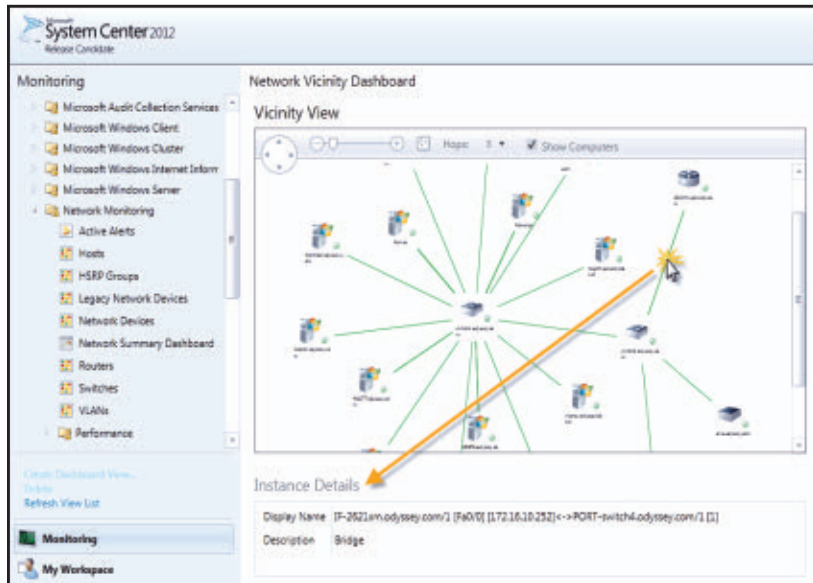 Microsoft
System Center 2012
Release Candidate
Monitoring
Microsoft Audit Collection Services
Microsoft Windows Client
Microsoft Windows Cluster
Microsoft Windows Internet Inform
Microsoft Windows Server
Network Monitoring
Active Alerts
Hosts
HSRP Groups
Legacy Network Devices
Network Devices
Network Summary Dashboard
Routers
Switches
VLANs
Performance
Create Dashboard View...
Delete
Refresh View List
Monitoring
My Workspace
Network Vicinity Dashboard
Vicinity View
Hops: 3
Show Computers
Instance Details
Display Name IF-2621xm.odyssey.com/1 [Fa0/0] [172.16.10.252]<->PORT-switch4.odyssey.com/1 [1]
Description Bridge